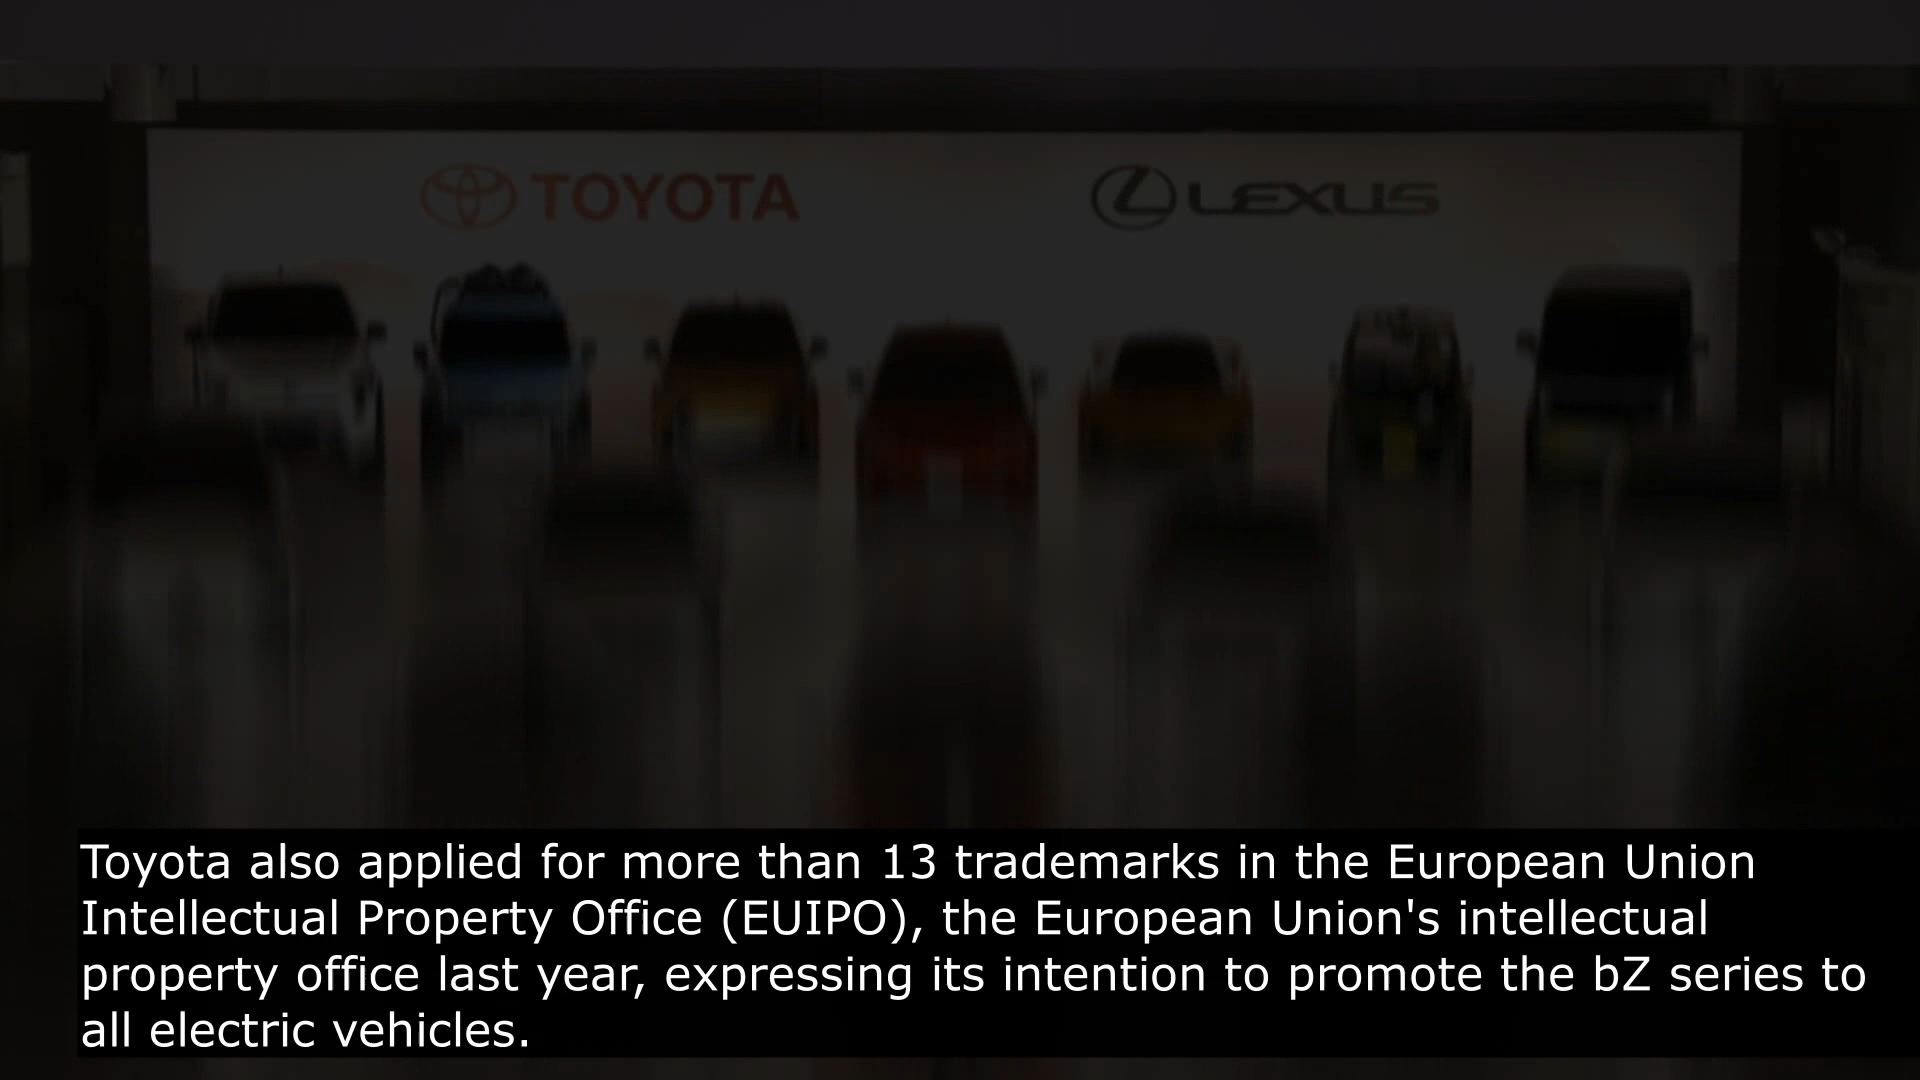 TOYOTA LEXUS
Toyota also applied for more than 13 trademarks in the European Union
Intellectual Property Office (EUIPO), the European Union's intellectual
property office last year, expressing its intention to promote the bZ series to
all electric vehicles.